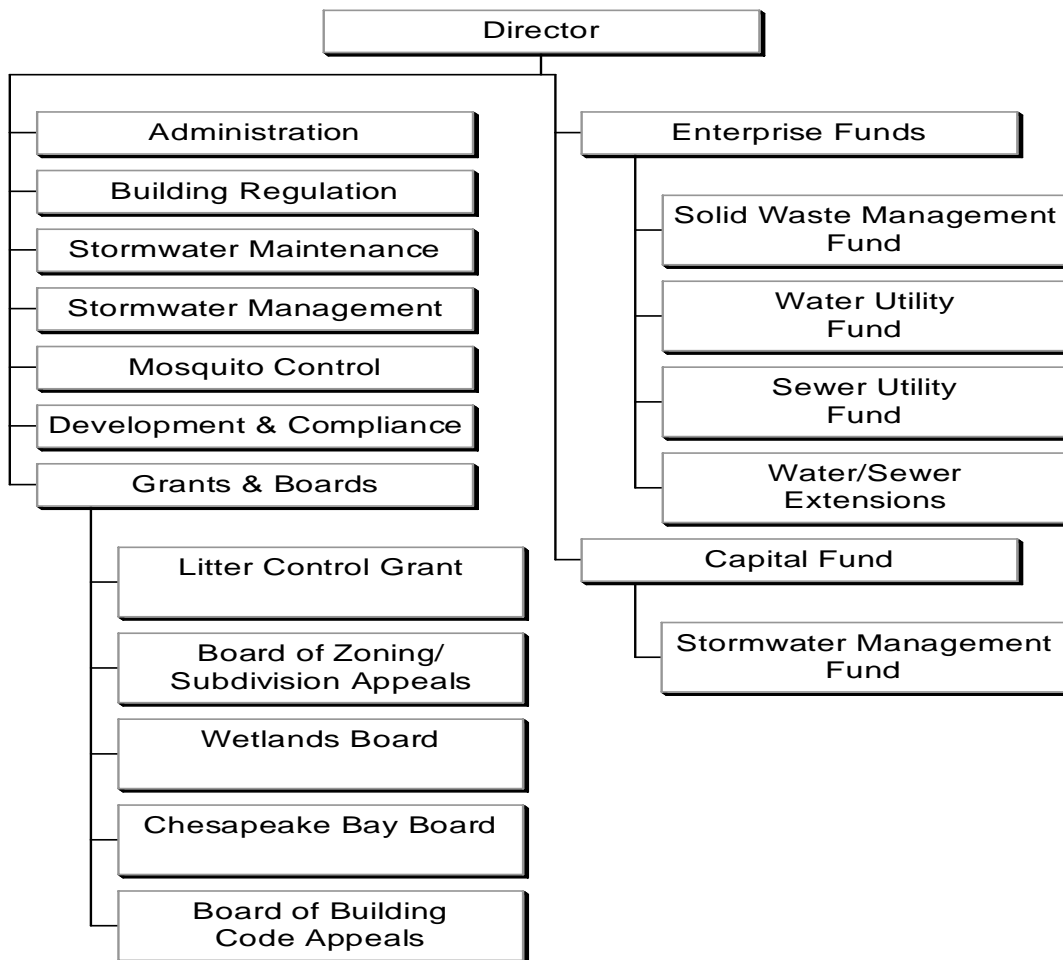 Director
Administration
Building Regulation
Stormwater Maintenance
Stormwater Management
Mosquito Control
Development & Compliance
Grants & Boards
Litter Control Grant
Board of Zoning/
Subdivision Appeals
Wetlands Board
Chesapeake Bay Board
Board of Building
Code Appeals
Enterprise Funds
Solid Waste Management
Fund
Water Utility
Fund
Sewer Utility
Fund
Water/Sewer
Extensions
Capital Fund
Stormwater Management
Fund